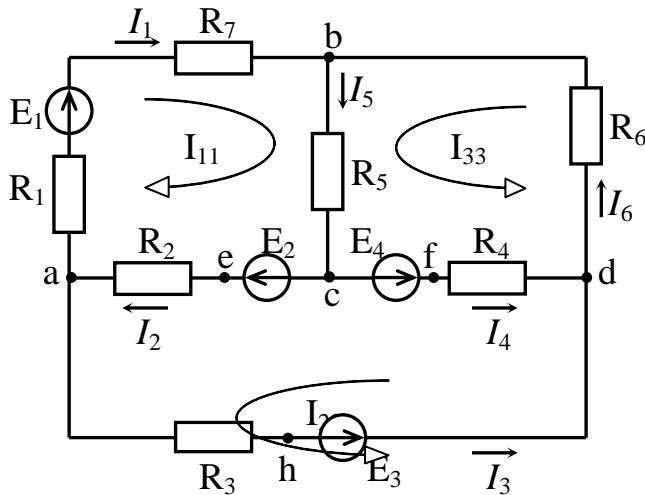 I₁ R₇ b
E₁ I₅
I₁₁ I₃₃ R₆
R₁ R₅
I₆
R₂ E₂ E₄ R₄
a e c f d
I₂ I₄
I₂
R₃ h E₃ I₃